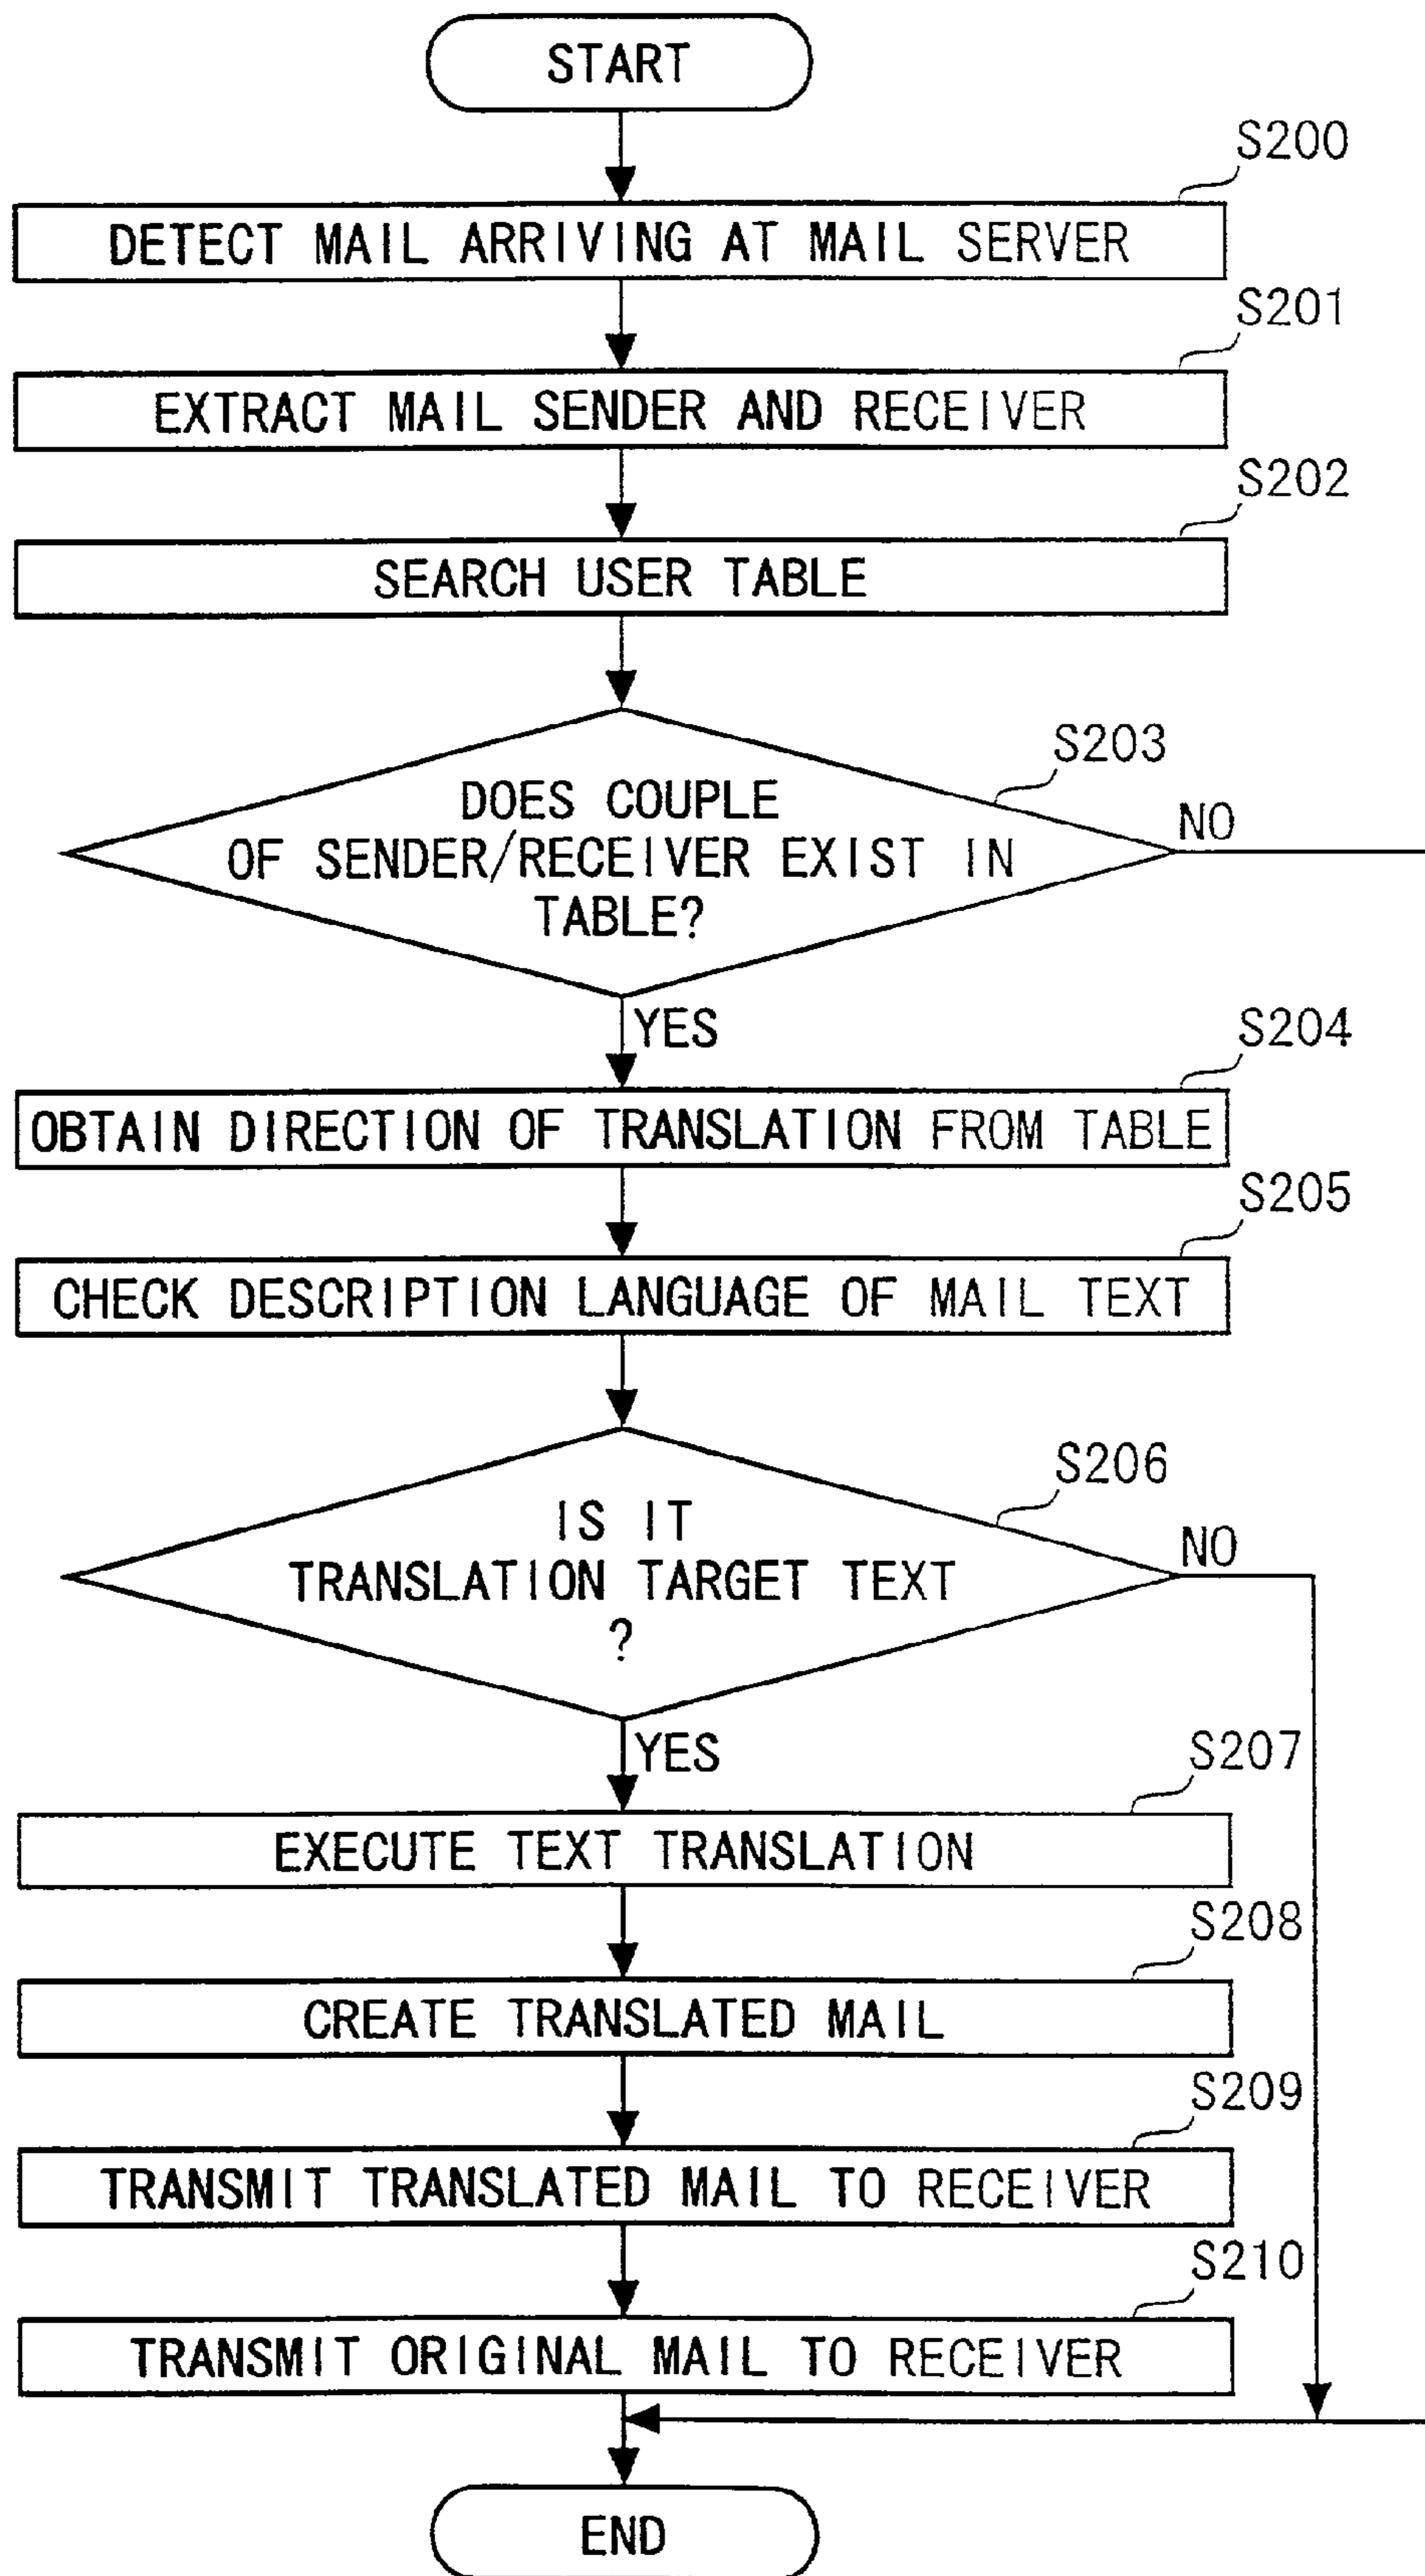 START
S200
DETECT MAIL ARRIVING AT MAIL SERVER
S201
EXTRACT MAIL SENDER AND RECEIVER
S202
SEARCH USER TABLE
S203
DOES COUPLE
OF SENDER/RECEIVER EXIST IN
TABLE?
NO
YES
S204
OBTAIN DIRECTION OF TRANSLATION FROM TABLE
S205
CHECK DESCRIPTION LANGUAGE OF MAIL TEXT
S206
IS IT
TRANSLATION TARGET TEXT
?
NO
YES
S207
EXECUTE TEXT TRANSLATION
S208
CREATE TRANSLATED MAIL
S209
TRANSMIT TRANSLATED MAIL TO RECEIVER
S210
TRANSMIT ORIGINAL MAIL TO RECEIVER
END